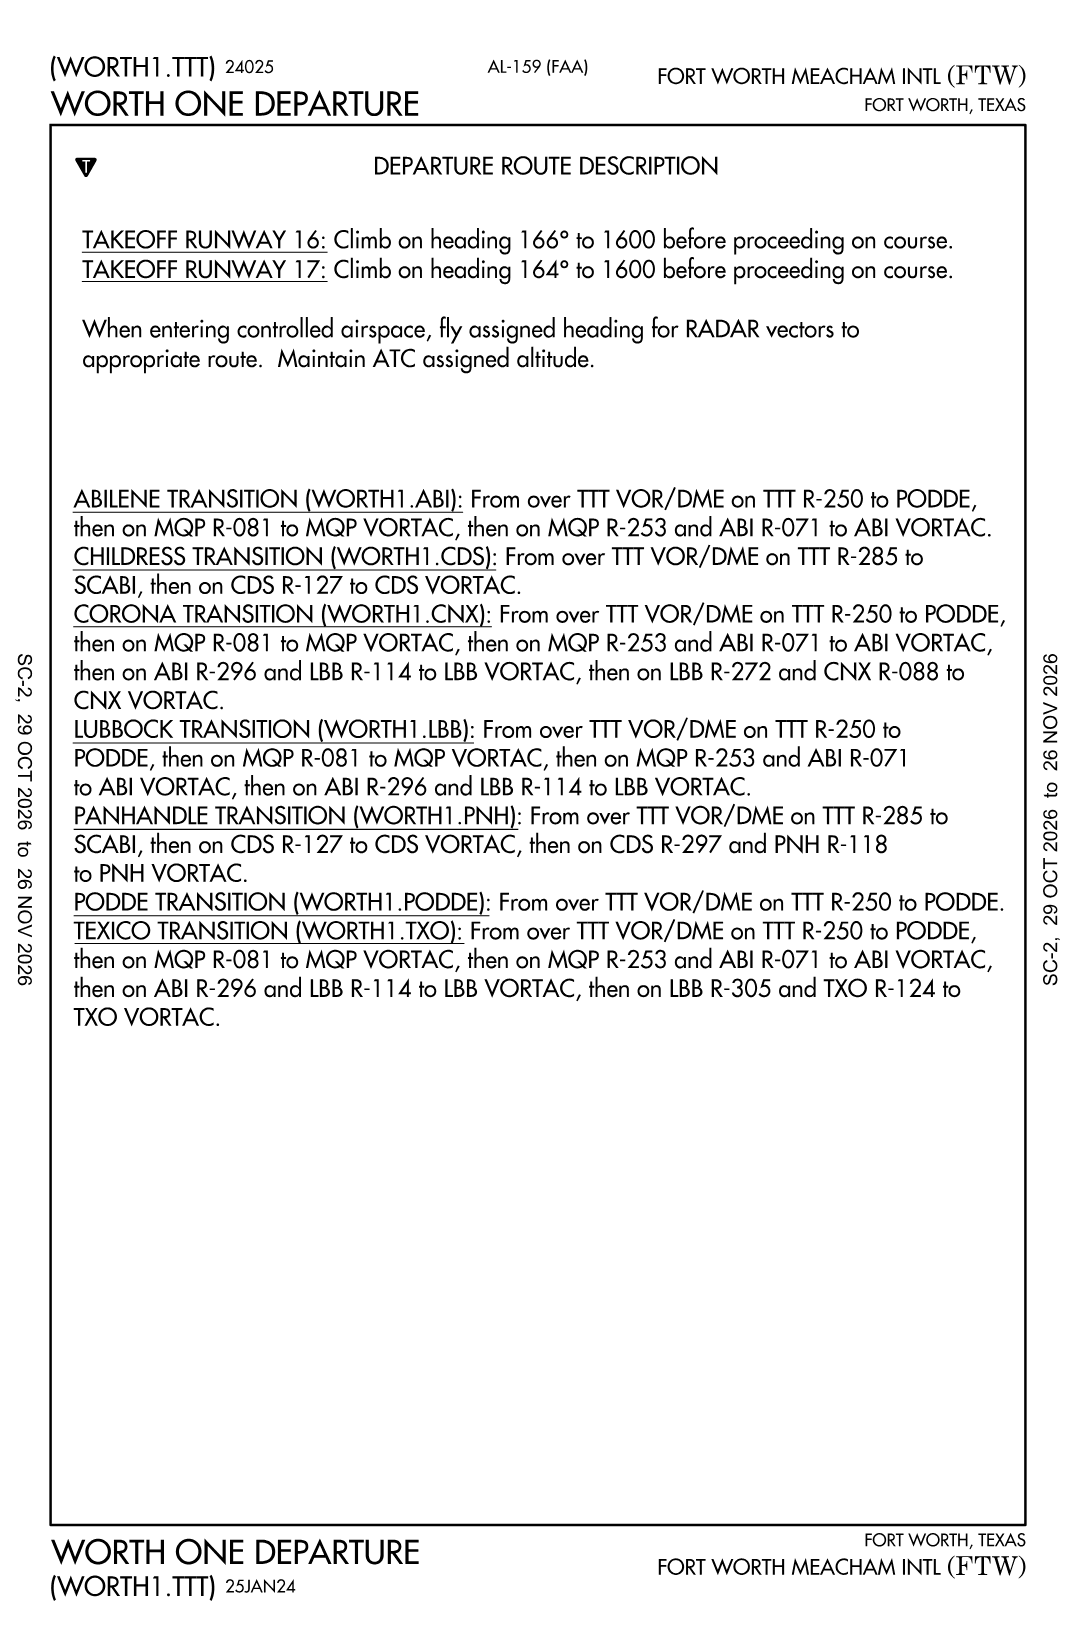 (WORTH1.TTT) 24025
AL-159 (FAA)
FORT WORTH MEACHAM INTL (FTW)
WORTH ONE DEPARTURE
FORT WORTH, TEXAS
T
DEPARTURE ROUTE DESCRIPTION
TAKEOFF RUNWAY 16: Climb on heading 166° to 1600 before proceeding on course.
TAKEOFF RUNWAY 17: Climb on heading 164° to 1600 before proceeding on course.
When entering controlled airspace, fly assigned heading for RADAR vectors to
appropriate route. Maintain ATC assigned altitude.
ABILENE TRANSITION (WORTH1.ABI): From over TTT VOR/DME on TTT R-250 to PODDE,
then on MQP R-081 to MQP VORTAC, then on MQP R-253 and ABI R-071 to ABI VORTAC.
CHILDRESS TRANSITION (WORTH1.CDS): From over TTT VOR/DME on TTT R-285 to
SCABI, then on CDS R-127 to CDS VORTAC.
CORONA TRANSITION (WORTH1.CNX): From over TTT VOR/DME on TTT R-250 to PODDE,
then on MQP R-081 to MQP VORTAC, then on MQP R-253 and ABI R-071 to ABI VORTAC,
then on ABI R-296 and LBB R-114 to LBB VORTAC, then on LBB R-272 and CNX R-088 to
CNX VORTAC.
LUBBOCK TRANSITION (WORTH1.LBB): From over TTT VOR/DME on TTT R-250 to
PODDE, then on MQP R-081 to MQP VORTAC, then on MQP R-253 and ABI R-071
to ABI VORTAC, then on ABI R-296 and LBB R-114 to LBB VORTAC.
PANHANDLE TRANSITION (WORTH1.PNH): From over TTT VOR/DME on TTT R-285 to
SCABI, then on CDS R-127 to CDS VORTAC, then on CDS R-297 and PNH R-118
to PNH VORTAC.
PODDE TRANSITION (WORTH1.PODDE): From over TTT VOR/DME on TTT R-250 to PODDE.
TEXICO TRANSITION (WORTH1.TXO): From over TTT VOR/DME on TTT R-250 to PODDE,
then on MQP R-081 to MQP VORTAC, then on MQP R-253 and ABI R-071 to ABI VORTAC,
then on ABI R-296 and LBB R-114 to LBB VORTAC, then on LBB R-305 and TXO R-124 to
TXO VORTAC.
SC-2, 29 OCT 2026 to 26 NOV 2026
SC-2, 29 OCT 2026 to 26 NOV 2026
WORTH ONE DEPARTURE
FORT WORTH, TEXAS
(WORTH1.TTT) 25JAN24
FORT WORTH MEACHAM INTL (FTW)